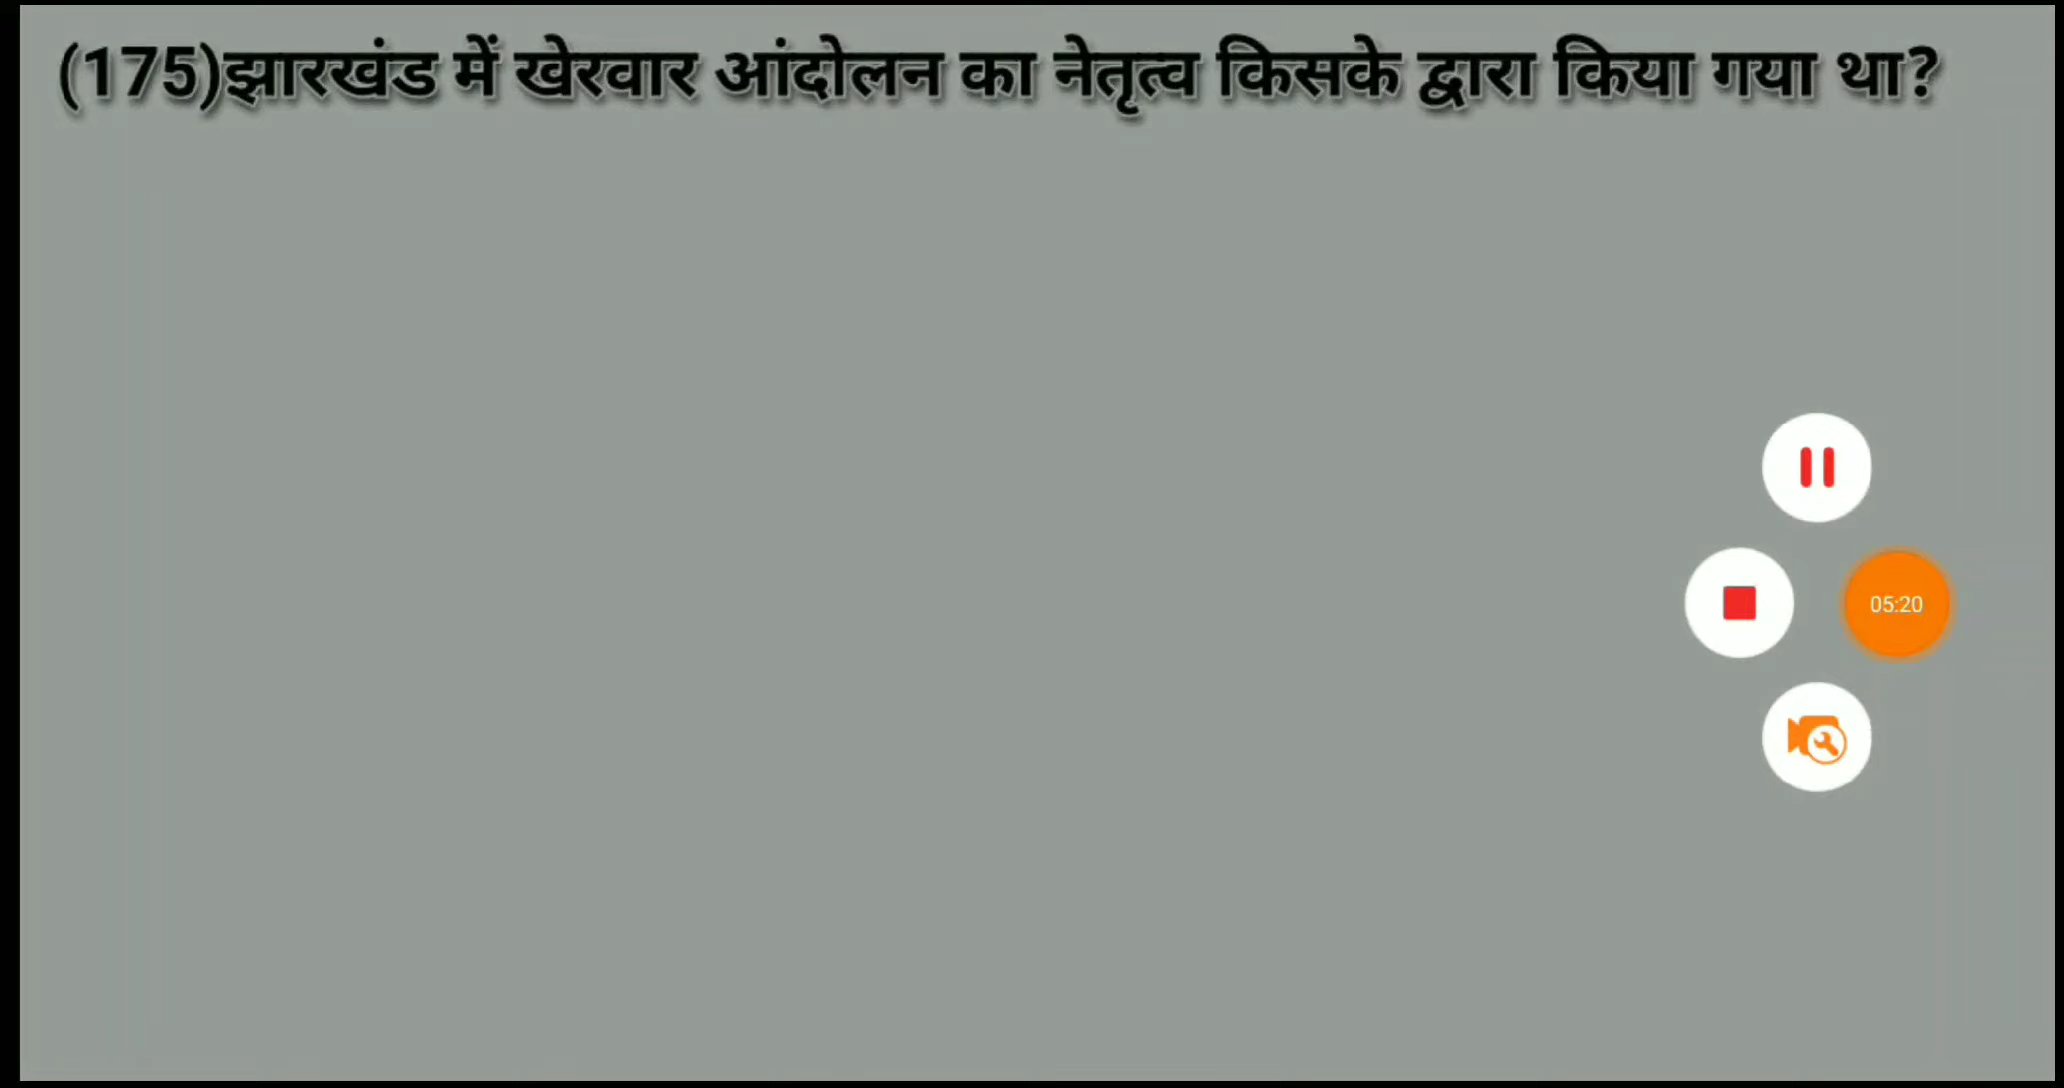 (175)झारखंड में खेरवार आंदोलन का नेतृत्व किसके द्वारा किया गया था?
05:20